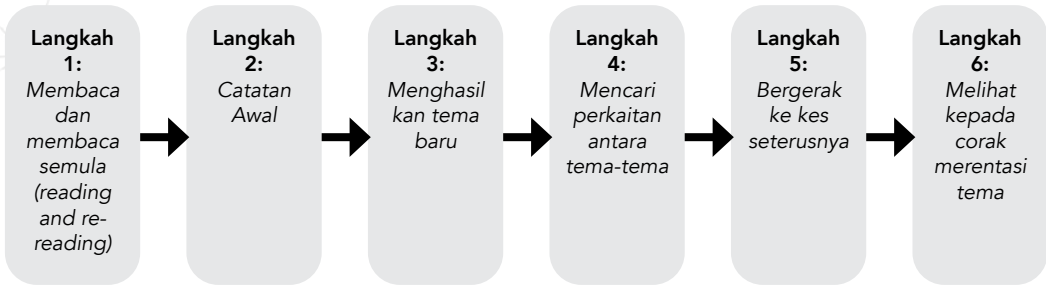 Langkah
1:
Membaca
dan
membaca
semula
(reading
and re-
reading)
Langkah
2:
Catatan
Awal
Langkah
3:
Menghasil
kan tema
baru
Langkah
4:
Mencari
perkaitan
antara
tema-tema
Langkah
5:
Bergerak
ke kes
seterusnya
Langkah
6:
Melihat
kepada
corak
merentasi
tema